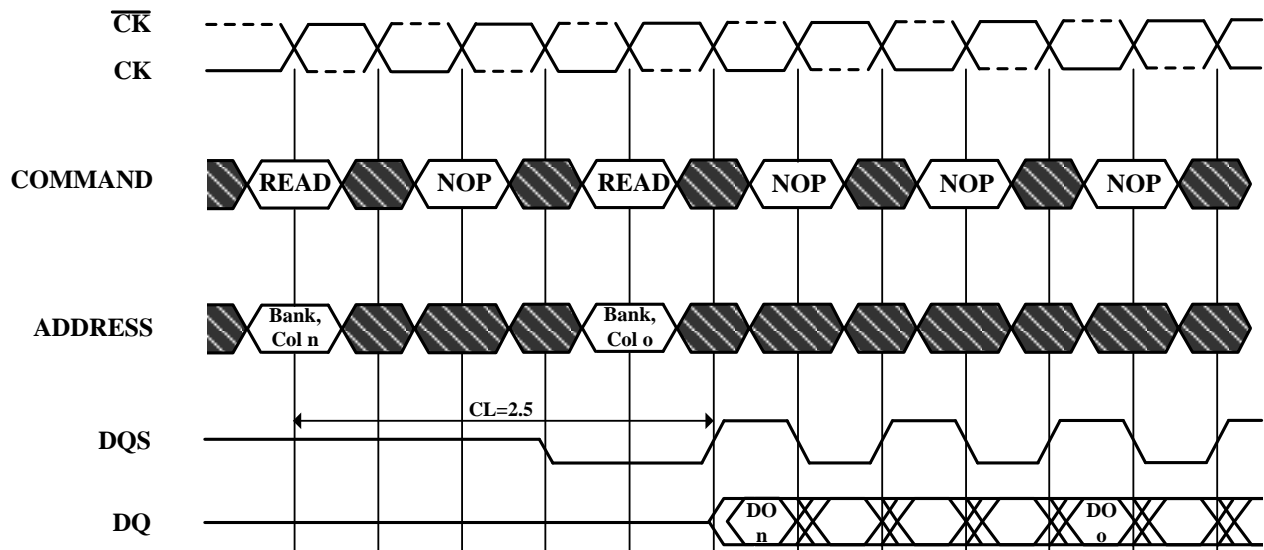 C̅K̅
CK
COMMAND
READ
NOP
READ
NOP
NOP
NOP
ADDRESS
Bank,
Col n
Bank,
Col o
CL=2.5
DQS
DQ
DO
n
DO
o